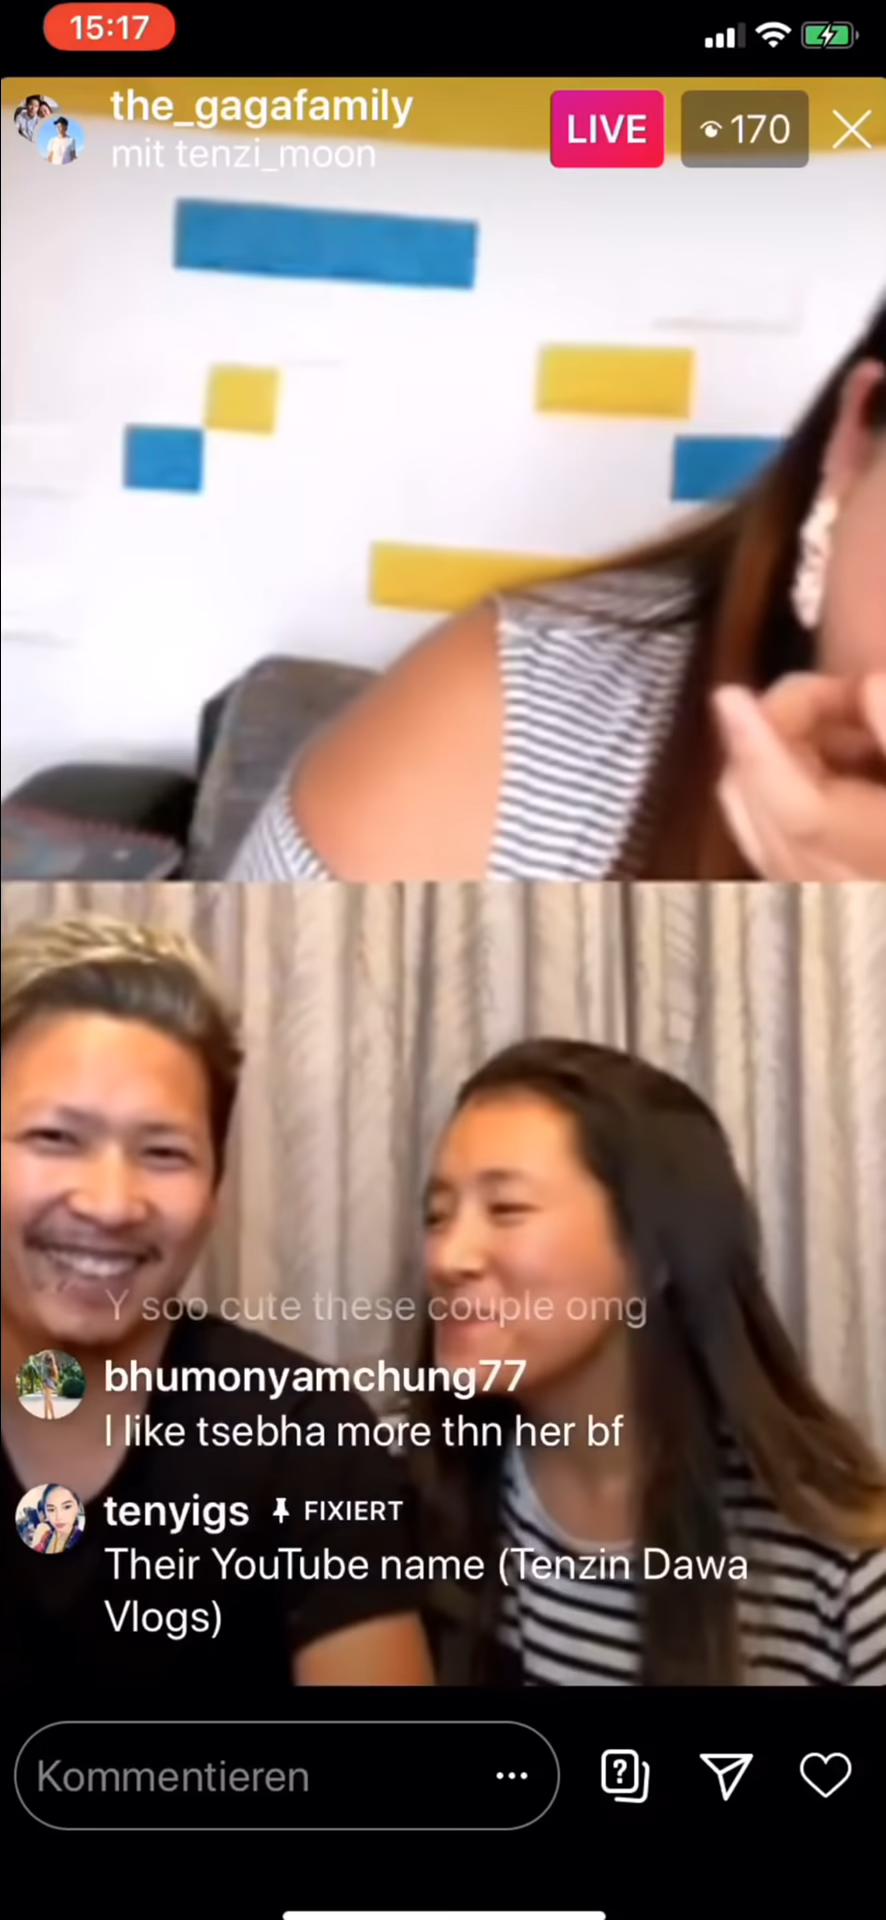 15:17
the_gagafamily
mit tenzi_moon
LIVE
170
Y soo cute these couple omg
bhumonyamchung77
I like tsebha more thn her bf
tenyigs FIXIERT
Their YouTube name (Tenzin Dawa
Vlogs)
Kommentieren